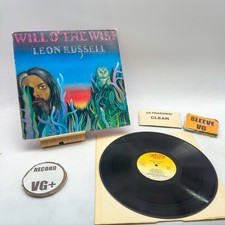 WILL O' THE WISP
LEON RUSSELL
ULTRASONIC
CLEAN
SLEEVE
VG
RECORD
VG+